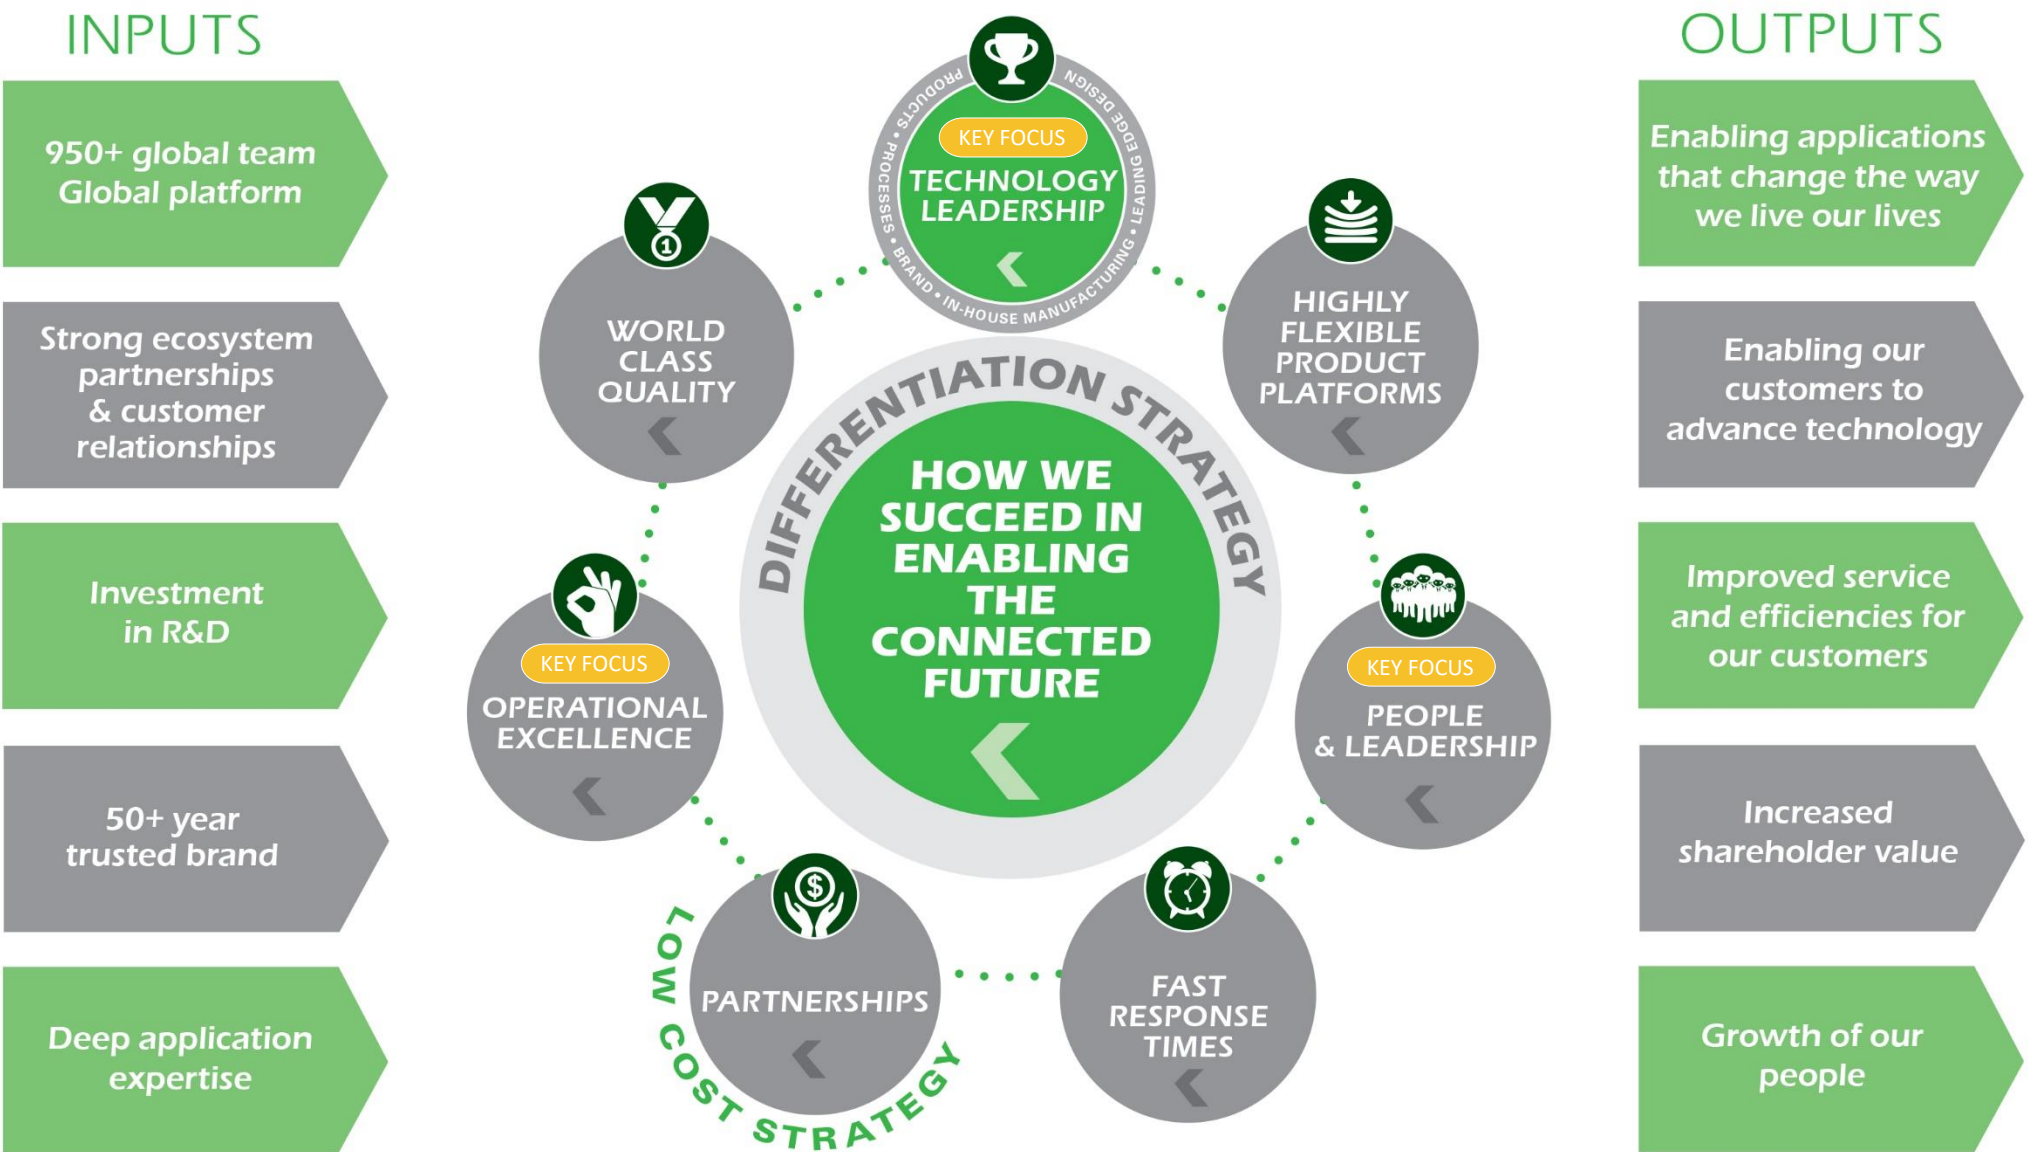 INPUTS
950+ global team
Global platform
Strong ecosystem
partnerships
& customer
relationships
Investment
in R&D
50+ year
trusted brand
Deep application
expertise
PRODUCTS • PROCESSES • BRAND • IN-HOUSE MANUFACTURING • LEADING EDGE DESIGN
KEY FOCUS
TECHNOLOGY
LEADERSHIP
HIGHLY
FLEXIBLE
PRODUCT
PLATFORMS
KEY FOCUS
PEOPLE
& LEADERSHIP
FAST
RESPONSE
TIMES
PARTNERSHIPS
$
LOW COST STRATEGY
KEY FOCUS
OPERATIONAL
EXCELLENCE
1
WORLD
CLASS
QUALITY
DIFFERENTIATION STRATEGY
HOW WE
SUCCEED IN
ENABLING
THE
CONNECTED
FUTURE
OUTPUTS
Enabling applications
that change the way
we live our lives
Enabling our
customers to
advance technology
Improved service
and efficiencies for
our customers
Increased
shareholder value
Growth of our
people